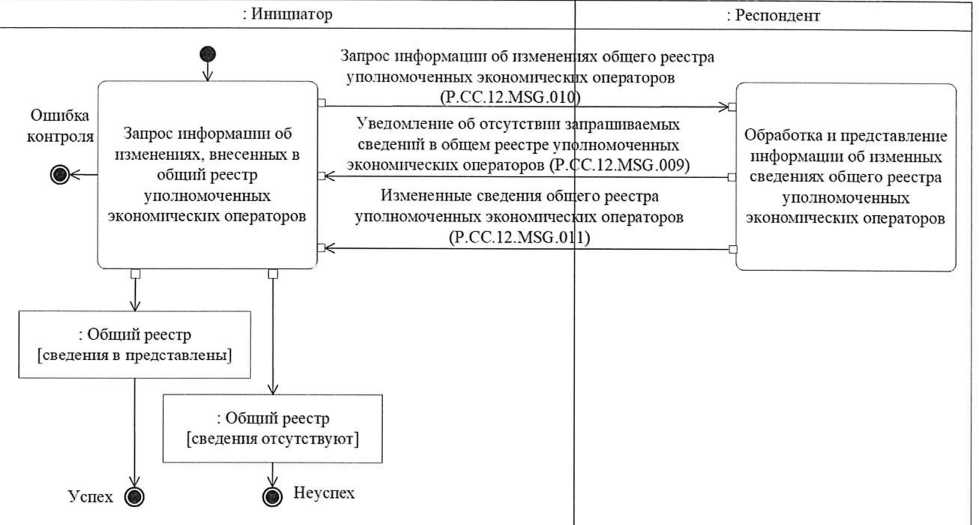 : Инициатор
: Респондент
Запрос информации об изменениях общего реестра
уполномоченных экономических операторов
(P.CC.12.MSG.010)
Ошибка
контроля
Запрос информации об
изменениях, внесенных в
общий реестр
уполномоченных
экономических операторов
Уведомление об отсутствии запрашиваемых
сведений в общем реестре уполномоченных
экономических операторов (P.CC.12.MSG.009)
Измененные сведения общего реестра
уполномоченных экономических операторов
(P.CC.12.MSG.011)
Обработка и представление
информации об изменных
сведениях общего реестра
уполномоченных
экономических операторов
: Общий реестр
[сведения в представлены]
: Общий реестр
[сведения отсутствуют]
Успех
Неуспех